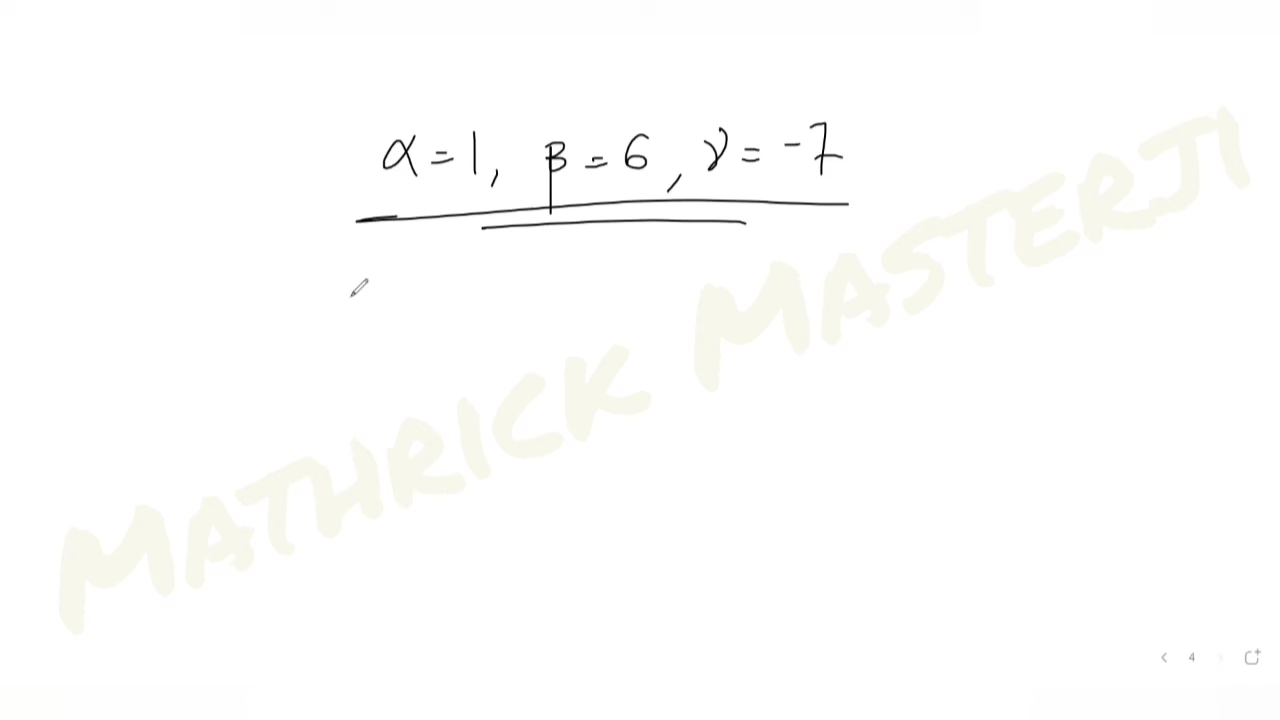 α = 1, β = 6, γ = -7
MATHRICK MASTERJI
4